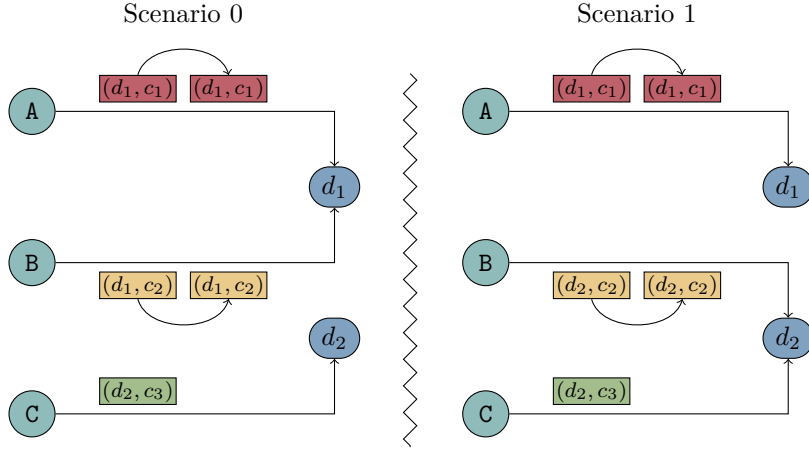 Scenario 0
Scenario 1
(d₁, c₁) (d₁, c₁)
(d₁, c₁) (d₁, c₁)
A
A
d₁
d₁
B
B
(d₁, c₂) (d₁, c₂)
(d₂, c₂) (d₂, c₂)
d₂
d₂
(d₂, c₃)
(d₂, c₃)
C
C